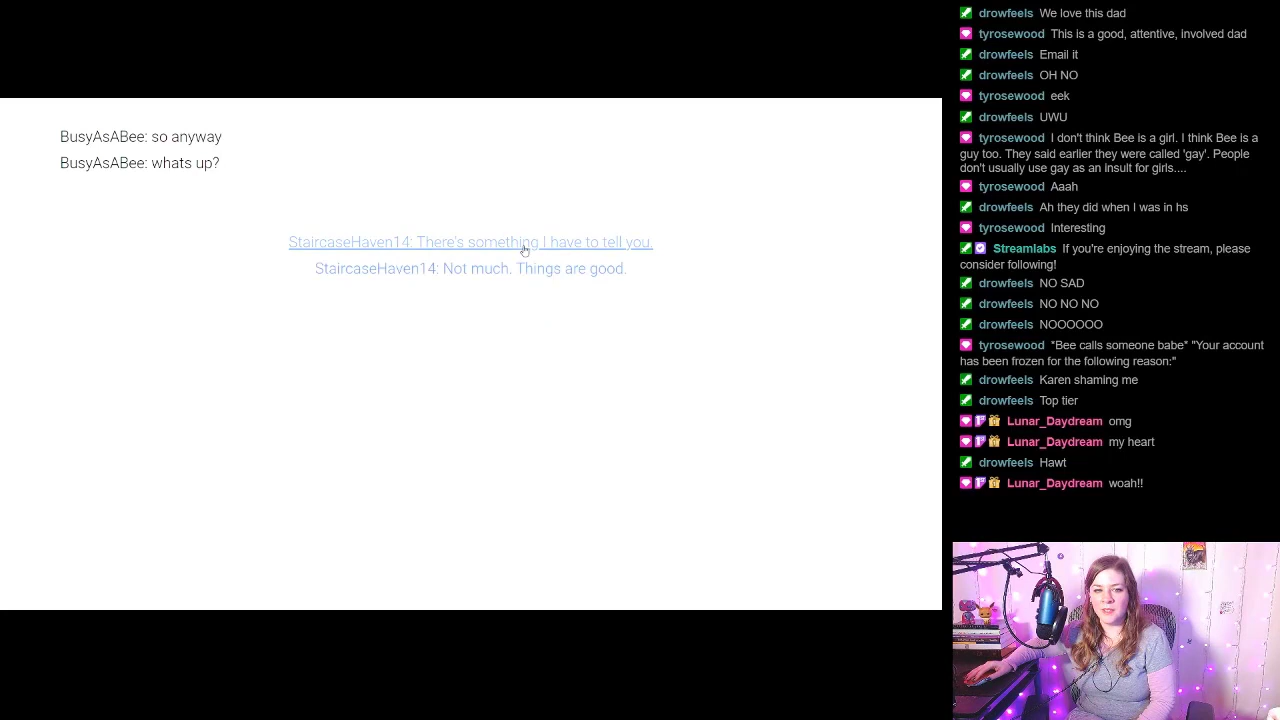 BusyAsABee: so anyway
BusyAsABee: whats up?
StaircaseHaven14: There's something I have to tell you.
StaircaseHaven14: Not much. Things are good.
drowfeels We love this dad
tyrosewood This is a good, attentive, involved dad
drowfeels Email it
drowfeels OH NO
tyrosewood eek
drowfeels UWU
tyrosewood I don't think Bee is a girl. I think Bee is a
guy too. They said earlier they were called 'gay'. People
don't usually use gay as an insult for girls....
tyrosewood Aaah
drowfeels Ah they did when I was in hs
tyrosewood Interesting
Streamlabs If you're enjoying the stream, please
consider following!
drowfeels NO SAD
drowfeels NO NO NO
drowfeels NOOOOOO
tyrosewood *Bee calls someone babe* "Your account
has been frozen for the following reason:"
drowfeels Karen shaming me
drowfeels Top tier
Lunar_Daydream omg
Lunar_Daydream my heart
drowfeels Hawt
Lunar_Daydream woah!!